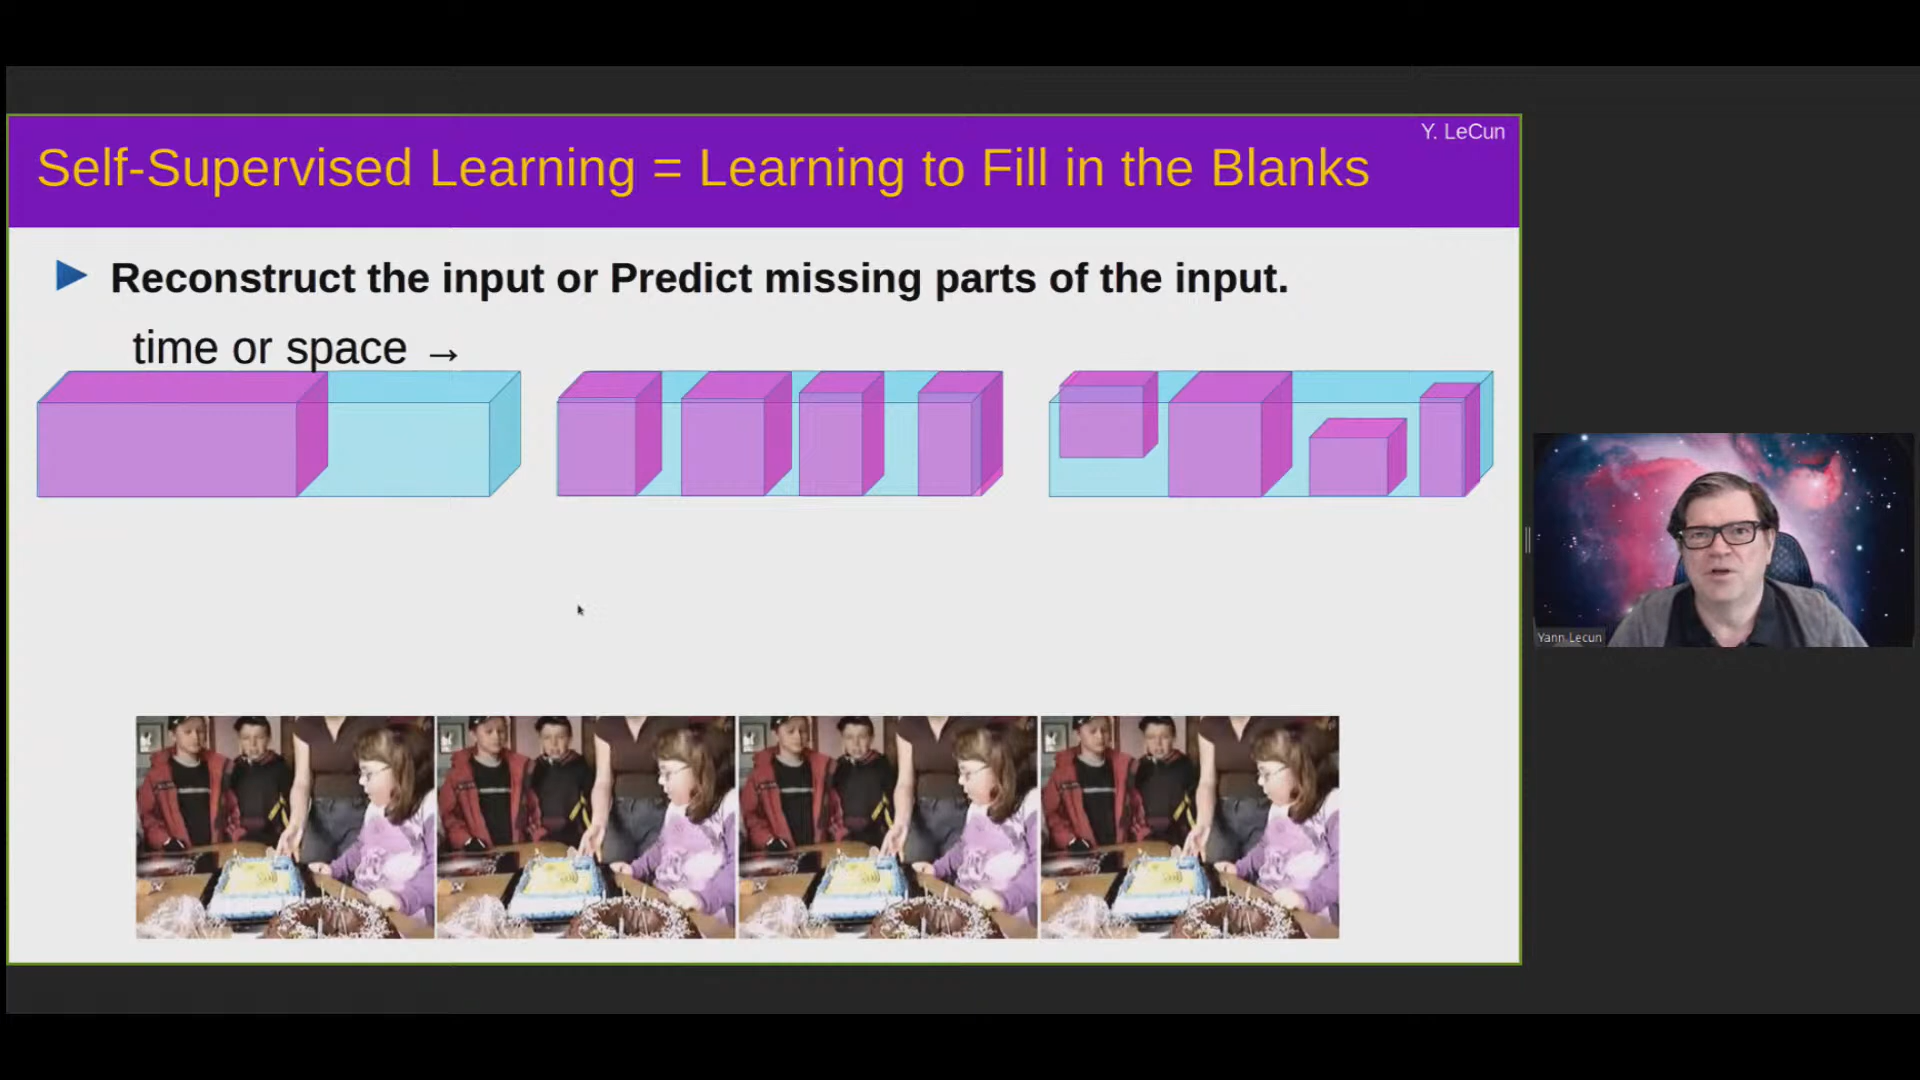 Y. LeCun
Self-Supervised Learning = Learning to Fill in the Blanks
Reconstruct the input or Predict missing parts of the input.
time or space →
Yann Lecun